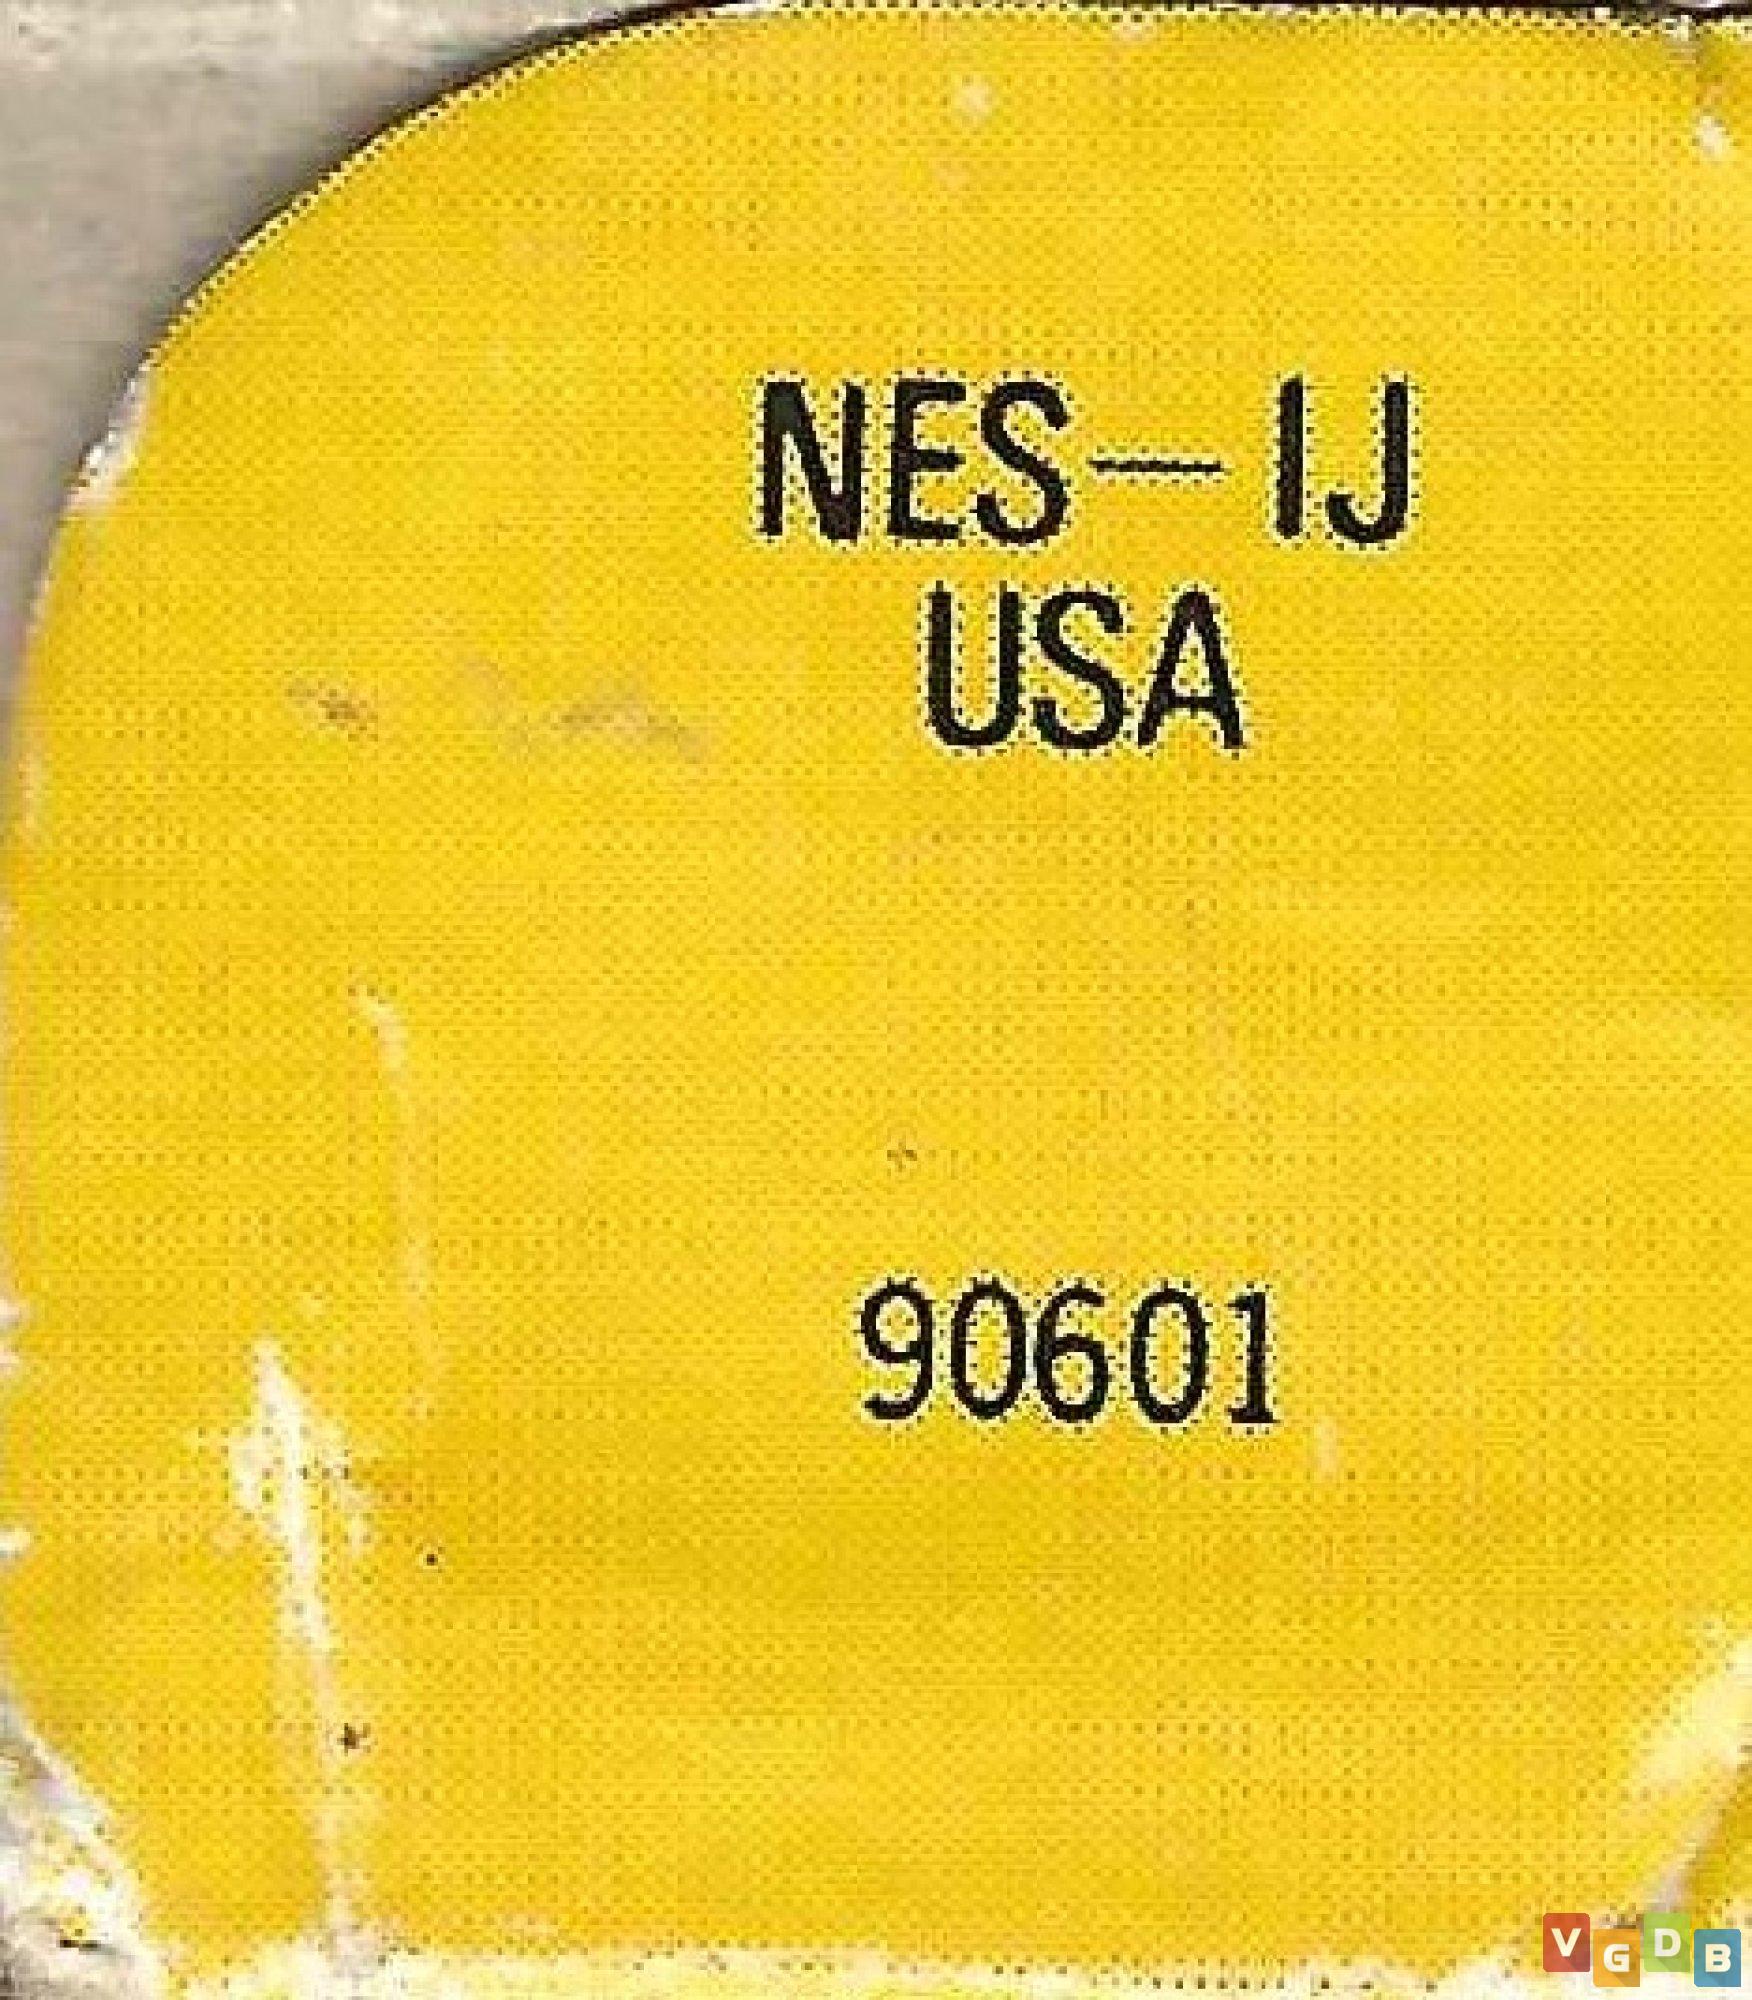 NES— IJ
USA
90601
VGDB